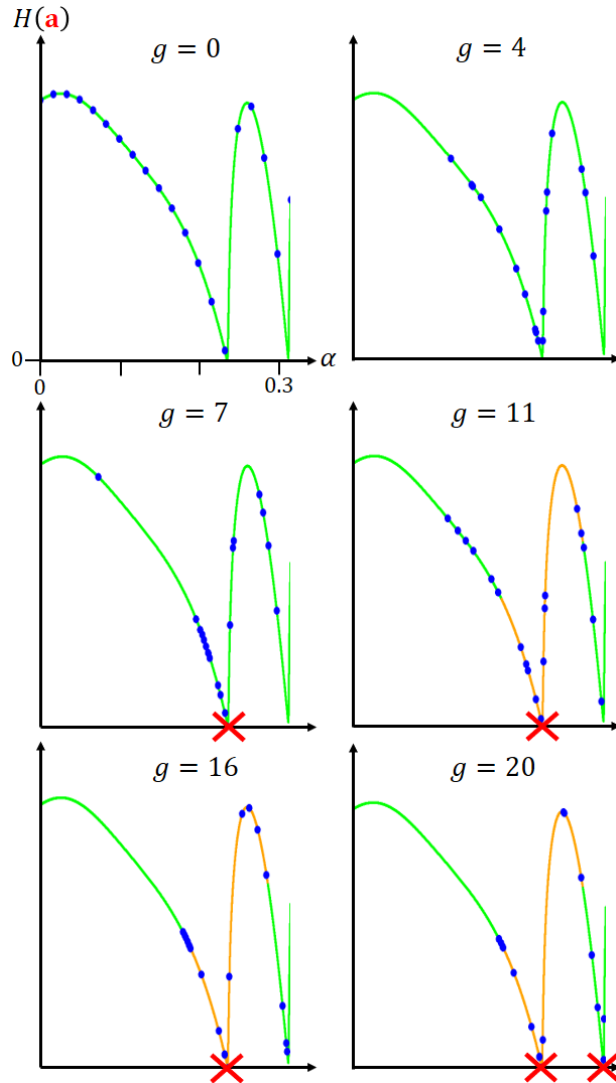 H(a)
g = 0
g = 4
0
α
0
0.3
g = 7
g = 11
g = 16
g = 20